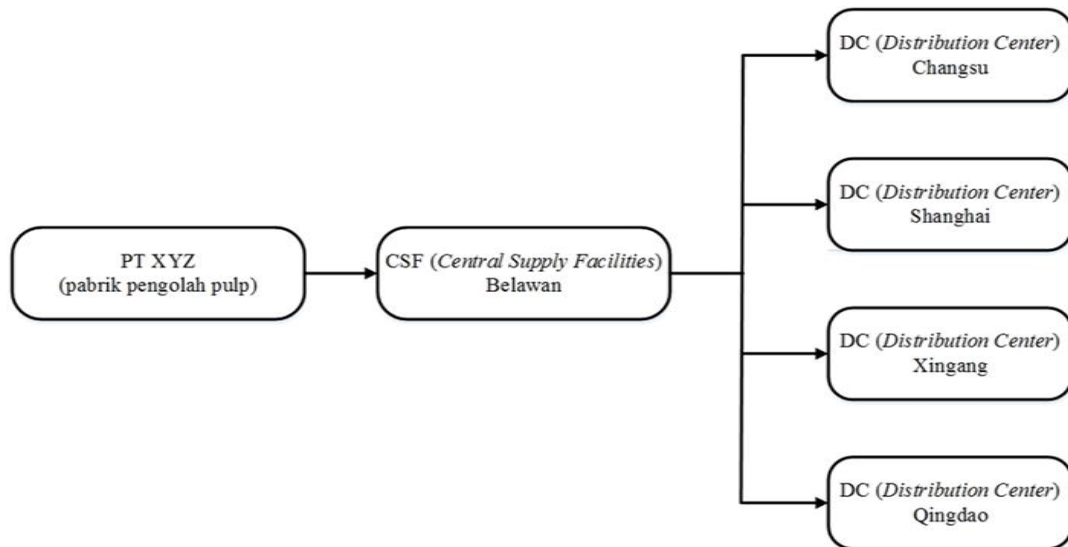 DC (Distribution Center)
Changsu
DC (Distribution Center)
Shanghai
PT XYZ
(pabrik pengolah pulp)
CSF (Central Supply Facilities)
Belawan
DC (Distribution Center)
Xingang
DC (Distribution Center)
Qingdao